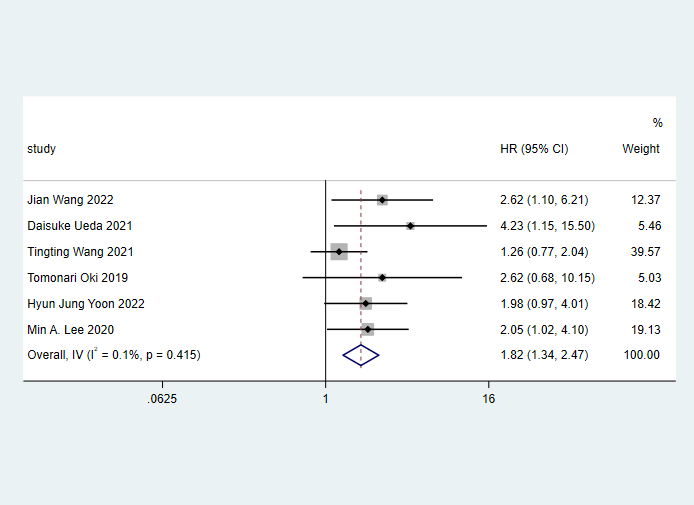 %
study HR (95% CI) Weight
Jian Wang 2022 2.62 (1.10, 6.21) 12.37
Daisuke Ueda 2021 4.23 (1.15, 15.50) 5.46
Tingting Wang 2021 1.26 (0.77, 2.04) 39.57
Tomonari Oki 2019 2.62 (0.68, 10.15) 5.03
Hyun Jung Yoon 2022 1.98 (0.97, 4.01) 18.42
Min A. Lee 2020 2.05 (1.02, 4.10) 19.13
Overall, IV (I² = 0.1%, p = 0.415) 1.82 (1.34, 2.47) 100.00
.0625 1 16